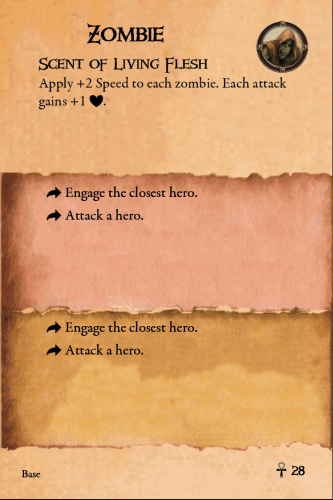 Zombie
Scent of Living Flesh
Apply +2 Speed to each zombie. Each attack
gains +1 ♥.
Engage the closest hero.
Attack a hero.
Engage the closest hero.
Attack a hero.
Base
28